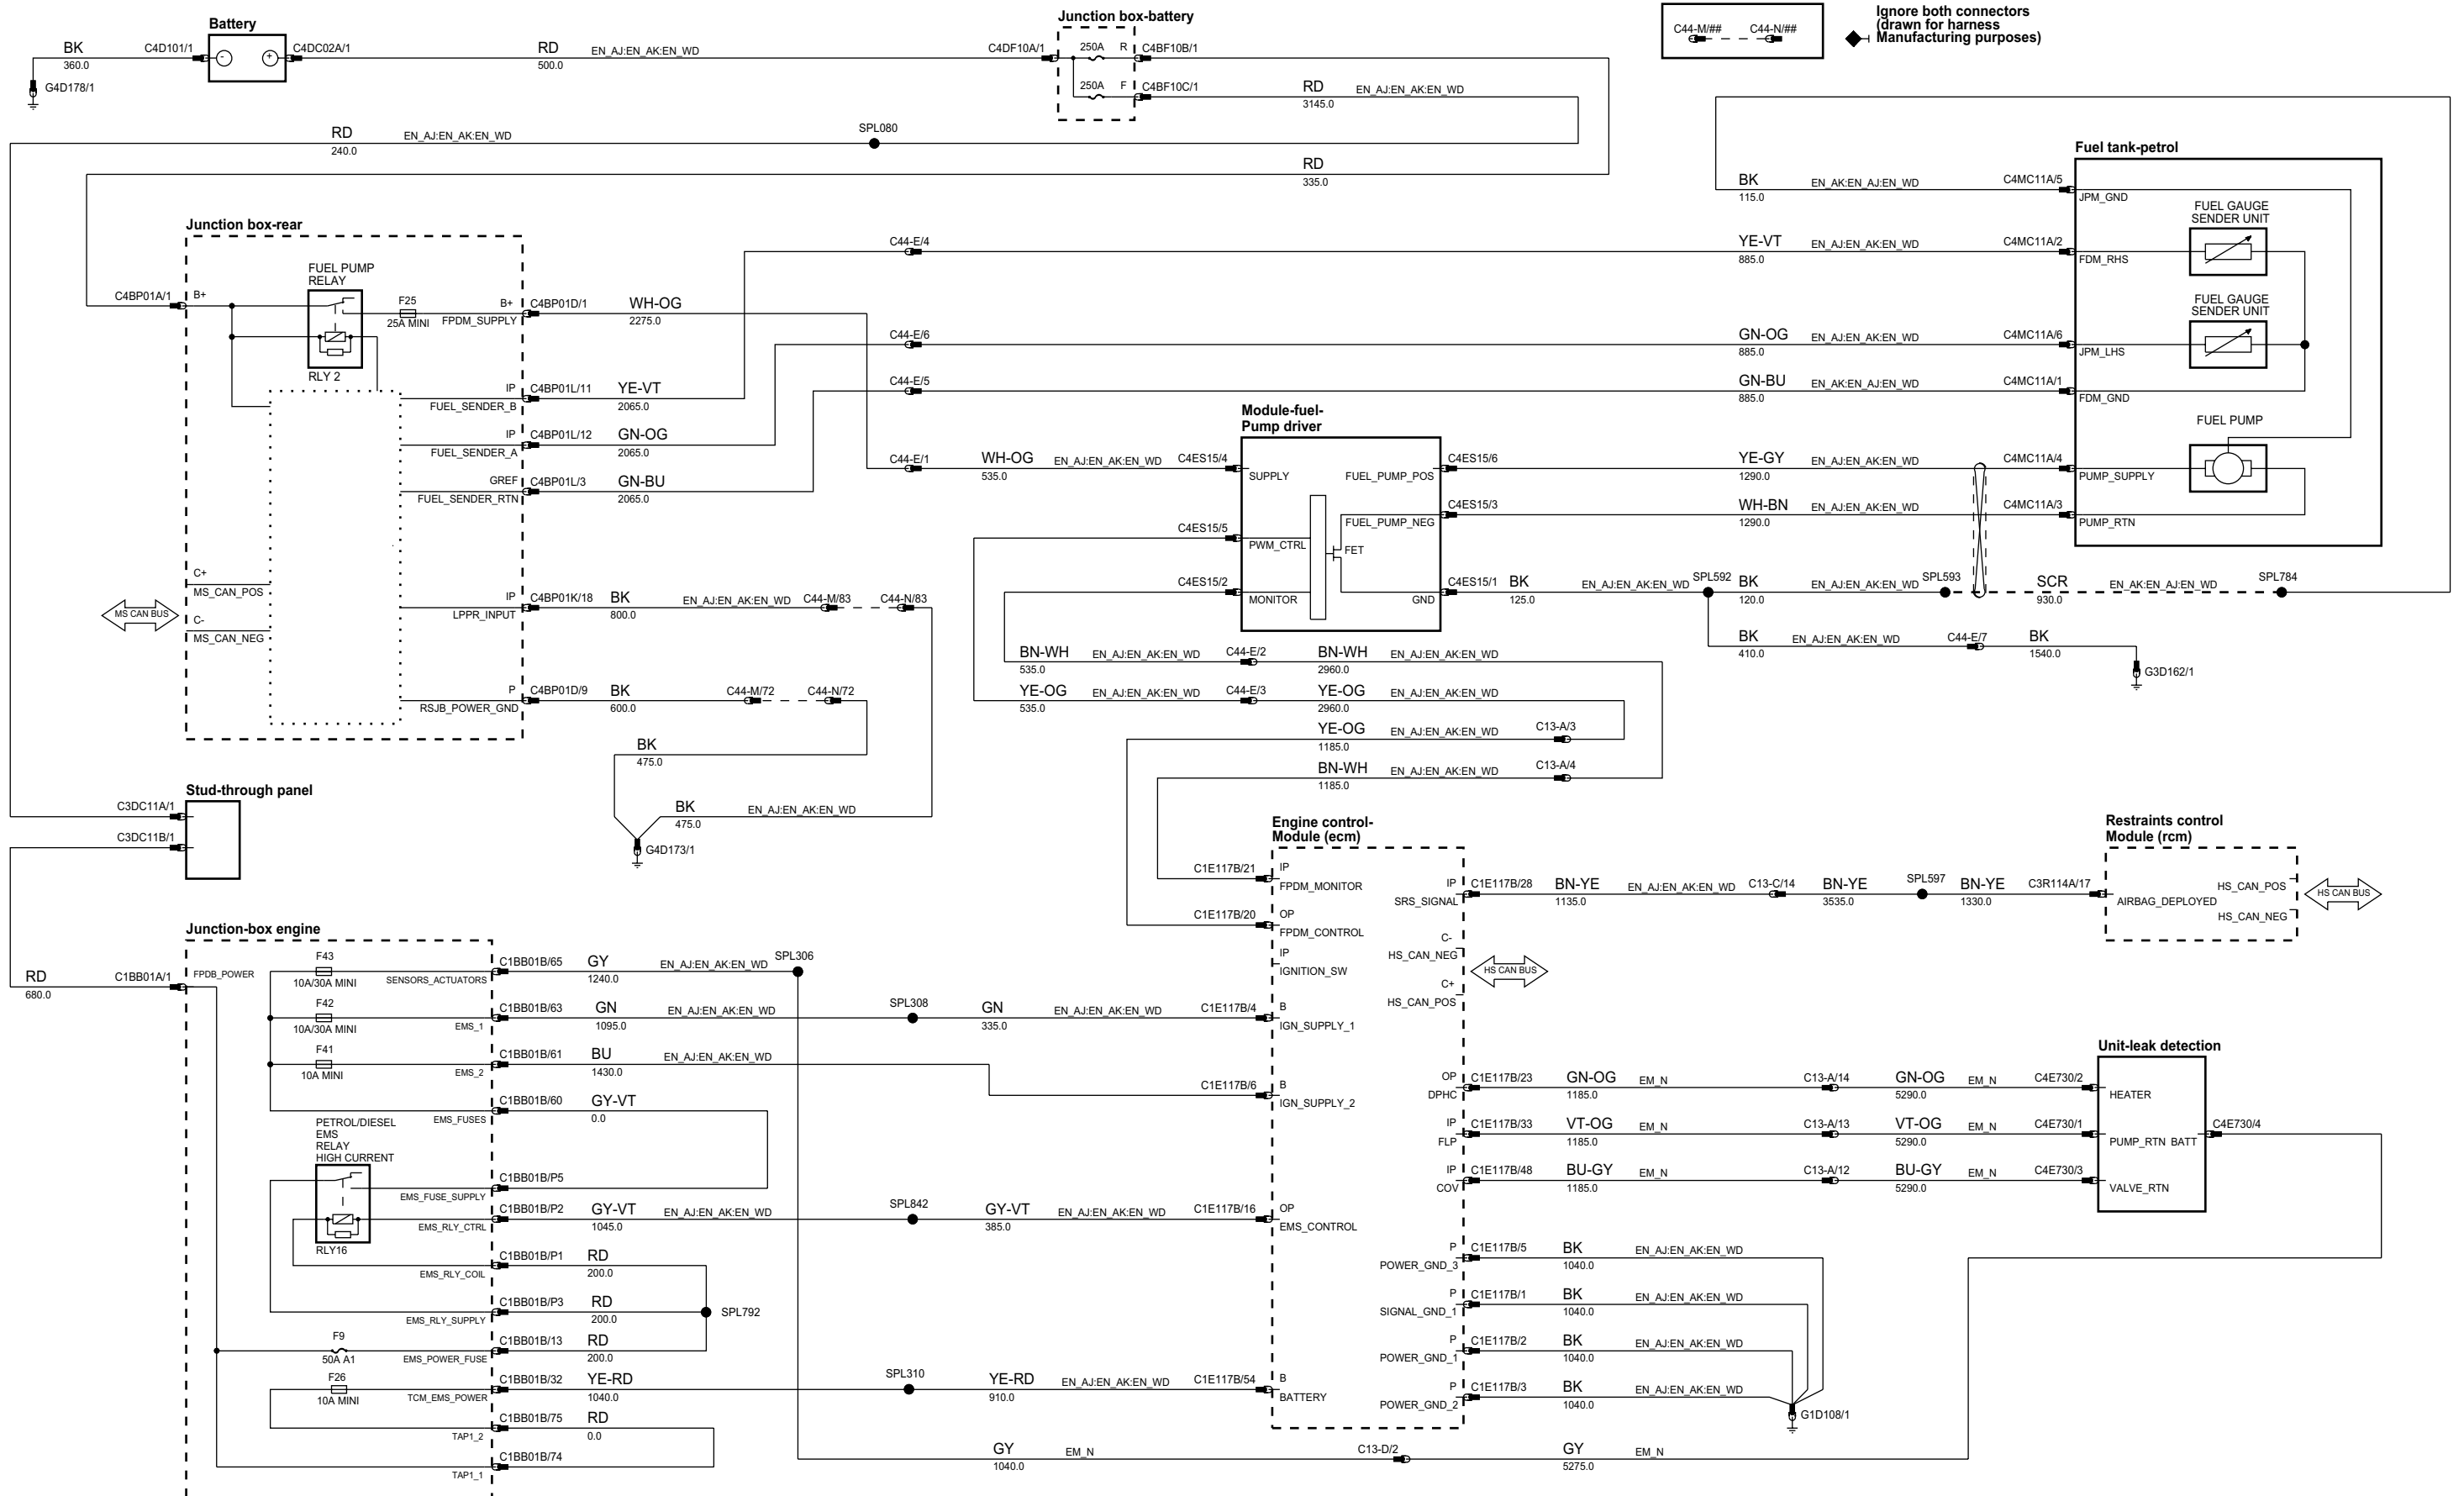 Battery
BK
360.0
C4D101/1
-
+
C4DC02A/1
G4D178/1
RD
500.0
EN_AJ:EN_AK:EN_WD
Junction box-battery
C4DF10A/1
250A R
C4BF10B/1
250A F
C4BF10C/1
RD
3145.0
EN_AJ:EN_AK:EN_WD
C44-M/##
C44-N/##
Ignore both connectors
(drawn for harness
Manufacturing purposes)
RD
240.0
EN_AJ:EN_AK:EN_WD
SPL080
RD
335.0
Fuel tank-petrol
BK
115.0
EN_AK:EN_AJ:EN_WD
C4MC11A/5
JPM_GND
FUEL GAUGE
SENDER UNIT
YE-VT
885.0
EN_AJ:EN_AK:EN_WD
C4MC11A/2
FDM_RHS
FUEL GAUGE
SENDER UNIT
GN-OG
885.0
EN_AJ:EN_AK:EN_WD
C4MC11A/6
JPM_LHS
GN-BU
885.0
EN_AK:EN_AJ:EN_WD
C4MC11A/1
FDM_GND
FUEL PUMP
YE-GY
1290.0
EN_AJ:EN_AK:EN_WD
C4MC11A/4
PUMP_SUPPLY
WH-BN
1290.0
EN_AJ:EN_AK:EN_WD
C4MC11A/3
PUMP_RTN
Junction box-rear
C4BP01A/1
B+
FUEL PUMP
RELAY
RLY 2
F25
25A MINI
B+
FPDM_SUPPLY
C4BP01D/1
WH-OG
2275.0
IP
FUEL_SENDER_B
C4BP01L/11
YE-VT
2065.0
IP
FUEL_SENDER_A
C4BP01L/12
GN-OG
2065.0
GREF
FUEL_SENDER_RTN
C4BP01L/3
GN-BU
2065.0
C44-E/4
C44-E/6
C44-E/5
C44-E/1
WH-OG
535.0
EN_AJ:EN_AK:EN_WD
C4ES15/4
Module-fuel-
Pump driver
SUPPLY
FUEL_PUMP_POS
C4ES15/6
FUEL_PUMP_NEG
C4ES15/3
C4ES15/5
PWM_CTRL
FET
C4ES15/2
MONITOR
GND
C4ES15/1
BK
125.0
EN_AJ:EN_AK:EN_WD
SPL592
BK
120.0
EN_AJ:EN_AK:EN_WD
SPL593
SCR
930.0
EN_AK:EN_AJ:EN_WD
SPL784
BK
410.0
EN_AJ:EN_AK:EN_WD
C44-E/7
BK
1540.0
G3D162/1
MS CAN BUS
C+
MS_CAN_POS
C-
MS_CAN_NEG
IP
LPPR_INPUT
C4BP01K/18
BK
800.0
EN_AJ:EN_AK:EN_WD
C44-M/83
C44-N/83
P
RSJB_POWER_GND
C4BP01D/9
BK
600.0
C44-M/72
C44-N/72
BK
475.0
BK
475.0
EN_AJ:EN_AK:EN_WD
G4D173/1
BN-WH
535.0
EN_AJ:EN_AK:EN_WD
C44-E/2
BN-WH
2960.0
EN_AJ:EN_AK:EN_WD
YE-OG
535.0
EN_AJ:EN_AK:EN_WD
C44-E/3
YE-OG
2960.0
EN_AJ:EN_AK:EN_WD
YE-OG
1185.0
EN_AJ:EN_AK:EN_WD
C13-A/3
BN-WH
1185.0
EN_AJ:EN_AK:EN_WD
C13-A/4
Stud-through panel
C3DC11A/1
C3DC11B/1
Engine control-
Module (ecm)
C1E117B/21
IP
FPDM_MONITOR
C1E117B/20
OP
FPDM_CONTROL
IP
IGNITION_SW
IP
SRS_SIGNAL
C1E117B/28
BN-YE
1135.0
EN_AJ:EN_AK:EN_WD
C13-C/14
BN-YE
3535.0
SPL597
BN-YE
1330.0
C3R114A/17
Restraints control
Module (rcm)
AIRBAG_DEPLOYED
HS_CAN_POS
HS_CAN_NEG
HS CAN BUS
C-
HS_CAN_NEG
C+
HS_CAN_POS
HS CAN BUS
Junction-box engine
RD
680.0
C1BB01A/1
FPDB_POWER
F43
10A/30A MINI
SENSORS_ACTUATORS
C1BB01B/65
GY
1240.0
EN_AJ:EN_AK:EN_WD
SPL306
F42
10A/30A MINI
EMS_1
C1BB01B/63
GN
1095.0
EN_AJ:EN_AK:EN_WD
SPL308
GN
335.0
EN_AJ:EN_AK:EN_WD
C1E117B/4
B
IGN_SUPPLY_1
F41
10A MINI
EMS_2
C1BB01B/61
BU
1430.0
EN_AJ:EN_AK:EN_WD
C1E117B/6
B
IGN_SUPPLY_2
EMS_FUSES
C1BB01B/60
GY-VT
0.0
PETROL/DIESEL
EMS
RELAY
HIGH CURRENT
RLY16
EMS_FUSE_SUPPLY
C1BB01B/P5
EMS_RLY_CTRL
C1BB01B/P2
GY-VT
1045.0
EN_AJ:EN_AK:EN_WD
SPL842
GY-VT
385.0
EN_AJ:EN_AK:EN_WD
C1E117B/16
OP
EMS_CONTROL
EMS_RLY_COIL
C1BB01B/P1
RD
200.0
EMS_RLY_SUPPLY
C1BB01B/P3
RD
200.0
SPL792
F9
50A A1
EMS_POWER_FUSE
C1BB01B/13
RD
200.0
F26
10A MINI
TCM_EMS_POWER
C1BB01B/32
YE-RD
1040.0
SPL310
YE-RD
910.0
EN_AJ:EN_AK:EN_WD
C1E117B/54
B
BATTERY
TAP1_2
C1BB01B/75
RD
0.0
TAP1_1
C1BB01B/74
OP
DPHC
C1E117B/23
GN-OG
1185.0
EM_N
C13-A/14
GN-OG
5290.0
EM_N
C4E730/2
Unit-leak detection
HEATER
IP
FLP
C1E117B/33
VT-OG
1185.0
EM_N
C13-A/13
VT-OG
5290.0
EM_N
C4E730/1
PUMP_RTN BATT
C4E730/4
IP
COV
C1E117B/48
BU-GY
1185.0
EM_N
C13-A/12
BU-GY
5290.0
EM_N
C4E730/3
VALVE_RTN
P
POWER_GND_3
C1E117B/5
BK
1040.0
EN_AJ:EN_AK:EN_WD
P
SIGNAL_GND_1
C1E117B/1
BK
1040.0
EN_AJ:EN_AK:EN_WD
P
POWER_GND_1
C1E117B/2
BK
1040.0
EN_AJ:EN_AK:EN_WD
P
POWER_GND_2
C1E117B/3
BK
1040.0
EN_AJ:EN_AK:EN_WD
G1D108/1
GY
1040.0
EM_N
C13-D/2
GY
5275.0
EM_N